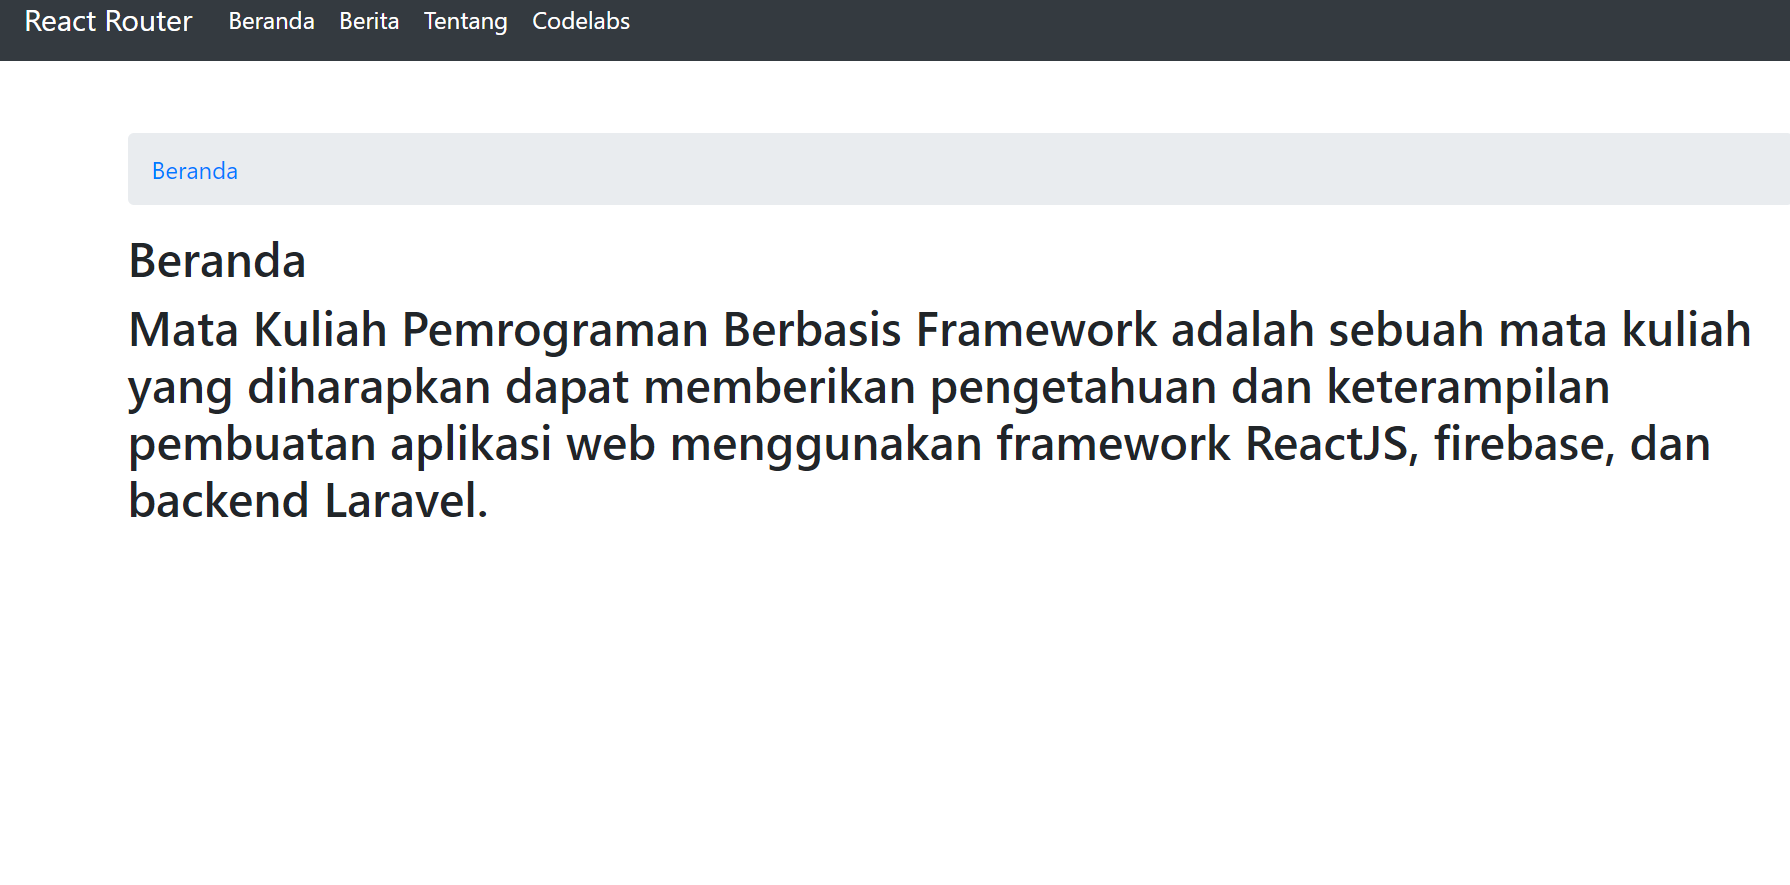 React Router Beranda Berita Tentang Codelabs
Beranda
Beranda
Mata Kuliah Pemrograman Berbasis Framework adalah sebuah mata kuliah
yang diharapkan dapat memberikan pengetahuan dan keterampilan
pembuatan aplikasi web menggunakan framework ReactJS, firebase, dan
backend Laravel.